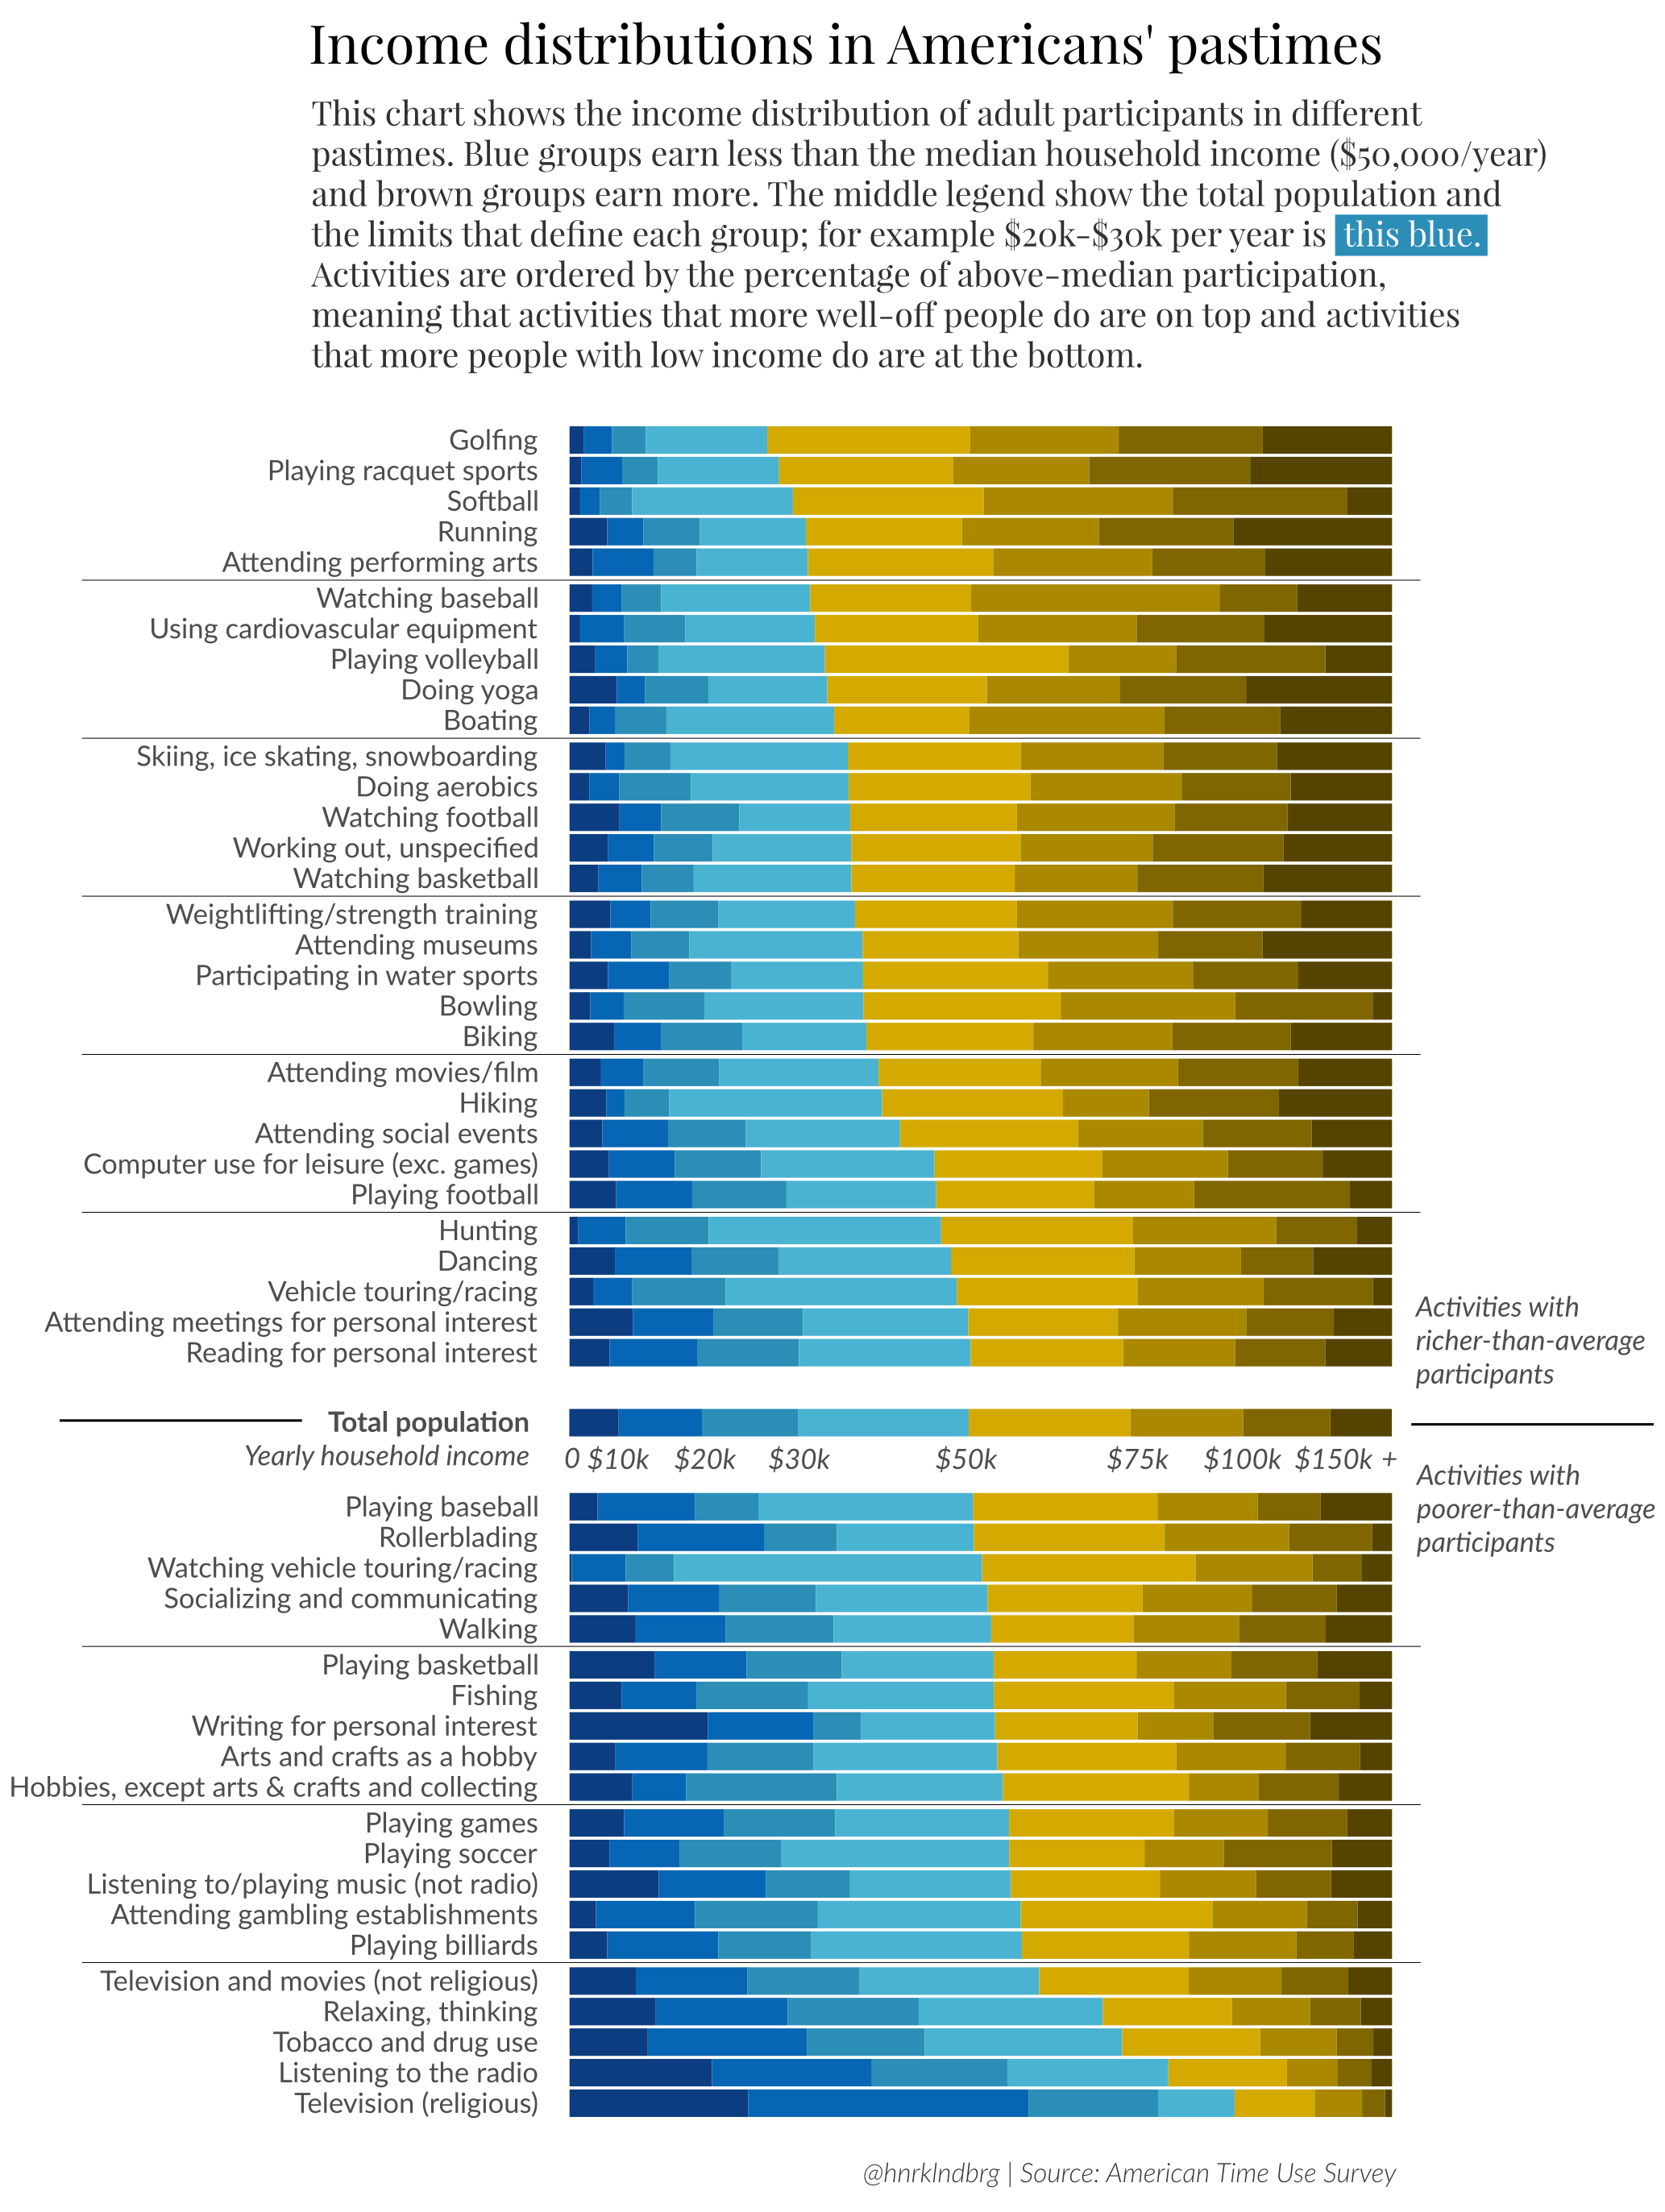 Income distributions in Americans' pastimes
This chart shows the income distribution of adult participants in different
pastimes. Blue groups earn less than the median household income ($50,000/year)
and brown groups earn more. The middle legend show the total population and
the limits that define each group; for example $20k-$30k per year is this blue.
Activities are ordered by the percentage of above-median participation,
meaning that activities that more well-off people do are on top and activities
that more people with low income do are at the bottom.
Golfing
Playing racquet sports
Softball
Running
Attending performing arts
Watching baseball
Using cardiovascular equipment
Playing volleyball
Doing yoga
Boating
Skiing, ice skating, snowboarding
Doing aerobics
Watching football
Working out, unspecified
Watching basketball
Weightlifting/strength training
Attending museums
Participating in water sports
Bowling
Biking
Attending movies/film
Hiking
Attending social events
Computer use for leisure (exc. games)
Playing football
Hunting
Dancing
Vehicle touring/racing
Attending meetings for personal interest
Reading for personal interest
Activities with
richer-than-average
participants
Total population
Yearly household income
0 $10k $20k $30k $50k $75k $100k $150k +
Activities with
poorer-than-average
participants
Playing baseball
Rollerblading
Watching vehicle touring/racing
Socializing and communicating
Walking
Playing basketball
Fishing
Writing for personal interest
Arts and crafts as a hobby
Hobbies, except arts & crafts and collecting
Playing games
Playing soccer
Listening to/playing music (not radio)
Attending gambling establishments
Playing billiards
Television and movies (not religious)
Relaxing, thinking
Tobacco and drug use
Listening to the radio
Television (religious)
@hnrklndbrg | Source: American Time Use Survey